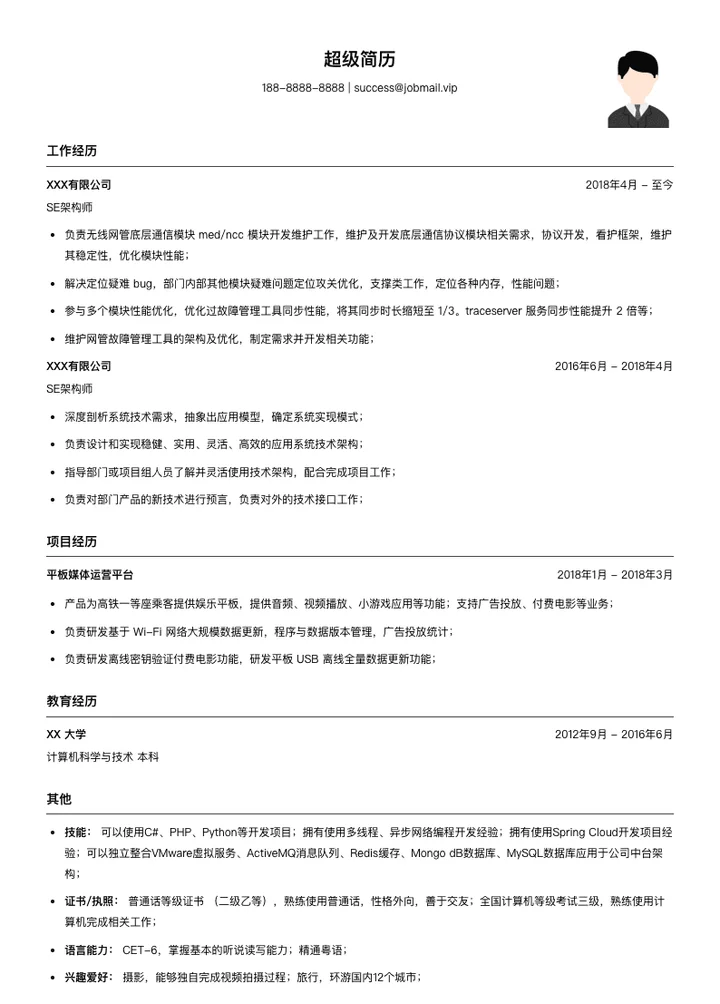 超级简历
188-8888-8888 | success@jobmail.vip
工作经历
XXX有限公司 2018年4月 – 至今
SE架构师
• 负责无线网管底层通信模块 med/ncc 模块开发维护工作，维护及开发底层通信协议模块相关需求，协议开发，看护框架，维护
其稳定性，优化模块性能；
• 解决定位疑难 bug，部门内部其他模块疑难问题定位攻关优化，支撑类工作，定位各种内存，性能问题；
• 参与多个模块性能优化，优化过故障管理工具同步性能，将其同步时长缩短至 1/3。traceserver 服务同步性能提升 2 倍等；
• 维护网管故障管理工具的架构及优化，制定需求并开发相关功能；
XXX有限公司 2016年6月 – 2018年4月
SE架构师
• 深度剖析系统技术需求，抽象出应用模型，确定系统实现模式；
• 负责设计和实现稳健、实用、灵活、高效的应用系统技术架构；
• 指导部门或项目组人员了解并灵活使用技术架构，配合完成项目工作；
• 负责对部门产品的新技术进行预言，负责对外的技术接口工作；
项目经历
平板媒体运营平台 2018年1月 – 2018年3月
• 产品为高铁一等座乘客提供娱乐平板，提供音频、视频播放、小游戏应用等功能；支持广告投放、付费电影等业务；
• 负责研发基于 Wi-Fi 网络大规模数据更新，程序与数据版本管理，广告投放统计；
• 负责研发离线密钥验证付费电影功能，研发平板 USB 离线全量数据更新功能；
教育经历
XX 大学 2012年9月 – 2016年6月
计算机科学与技术 本科
其他
• 技能： 可以使用C#、PHP、Python等开发项目；拥有使用多线程、异步网络编程开发经验；拥有使用Spring Cloud开发项目经
验；可以独立整合VMware虚拟服务、ActiveMQ消息队列、Redis缓存、Mongo dB数据库、MySQL数据库应用于公司中台架
构；
• 证书/执照： 普通话等级证书 （二级乙等），熟练使用普通话，性格外向，善于交友；全国计算机等级考试三级，熟练使用计
算机完成相关工作；
• 语言能力： CET-6，掌握基本的听说读写能力；精通粤语；
• 兴趣爱好： 摄影，能够独自完成视频拍摄过程；旅行，环游国内12个城市；